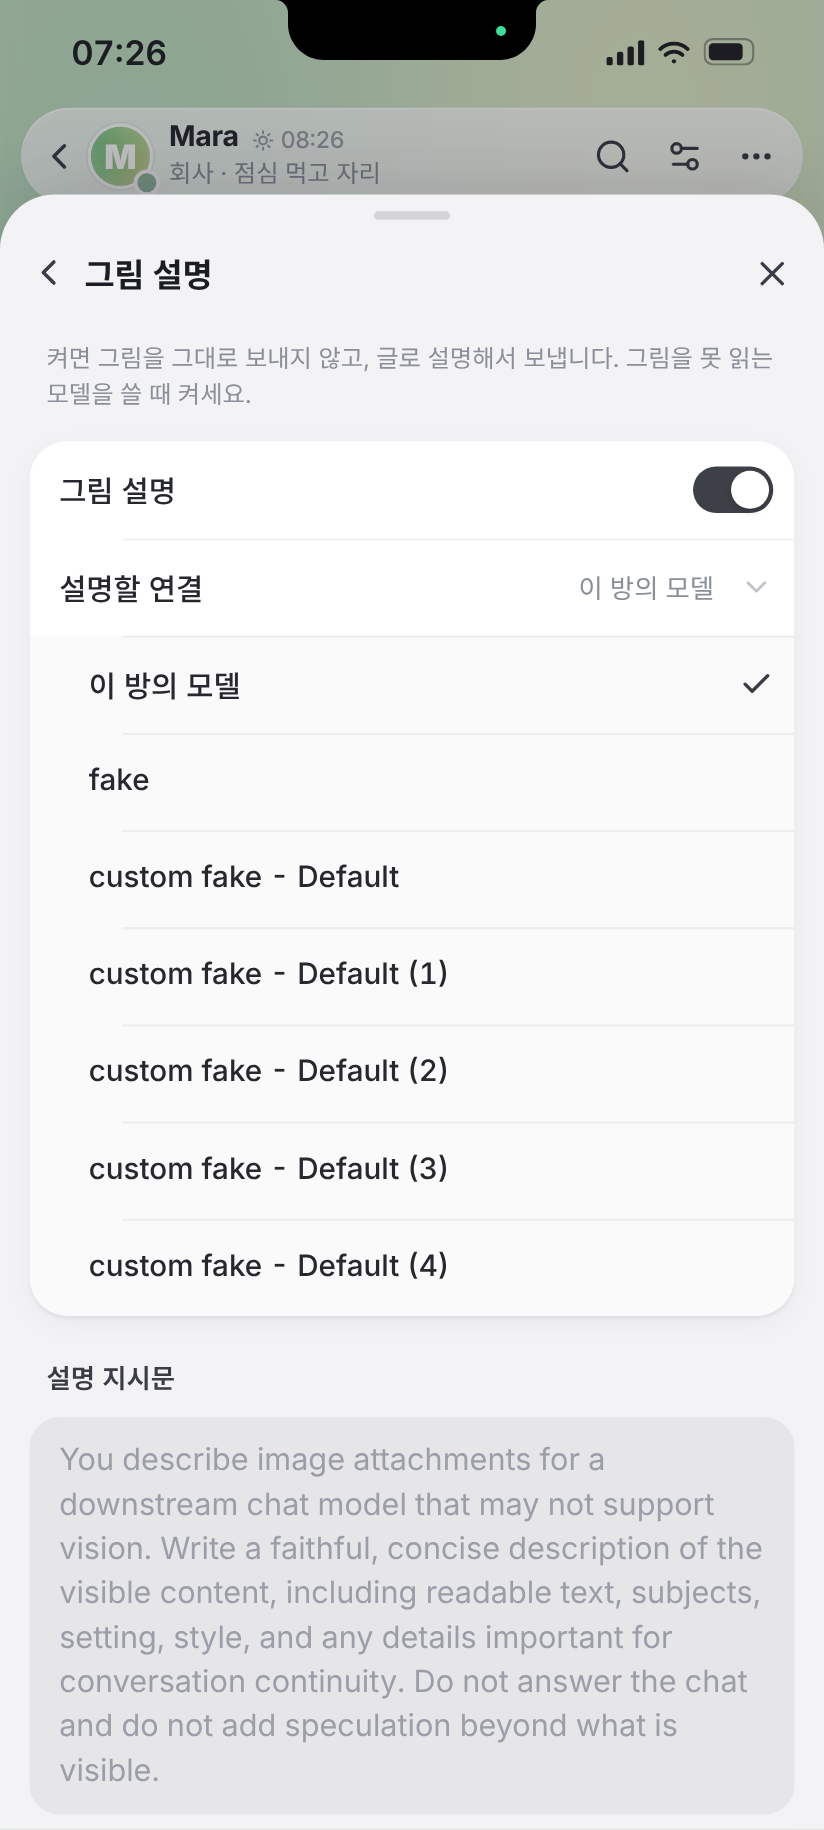 07:26
M
Mara 08:26
회사 · 점심 먹고 자리
그림 설명
켜면 그림을 그대로 보내지 않고, 글로 설명해서 보냅니다. 그림을 못 읽는
모델을 쓸 때 켜세요.
그림 설명
설명할 연결 이 방의 모델
이 방의 모델
fake
custom fake - Default
custom fake - Default (1)
custom fake - Default (2)
custom fake - Default (3)
custom fake - Default (4)
설명 지시문
You describe image attachments for a
downstream chat model that may not support
vision. Write a faithful, concise description of the
visible content, including readable text, subjects,
setting, style, and any details important for
conversation continuity. Do not answer the chat
and do not add speculation beyond what is
visible.